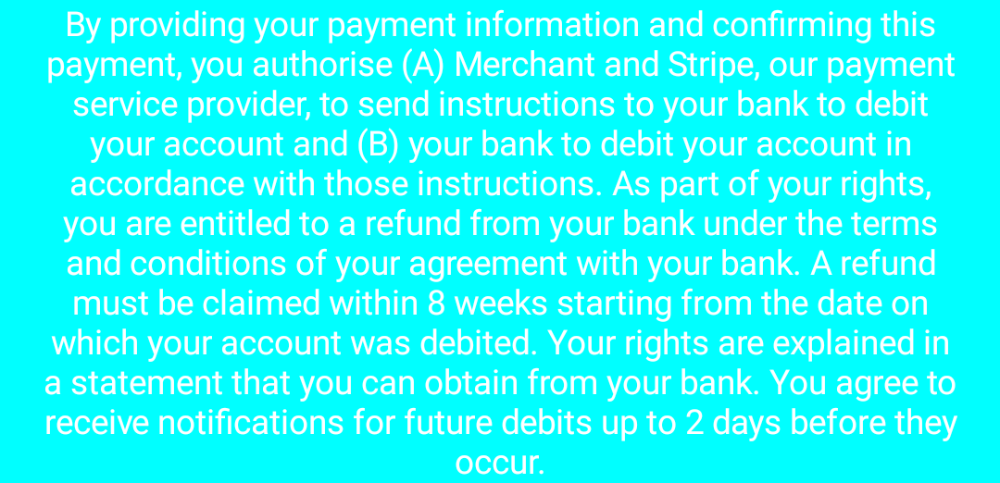 By providing your payment information and confirming this
payment, you authorise (A) Merchant and Stripe, our payment
service provider, to send instructions to your bank to debit
your account and (B) your bank to debit your account in
accordance with those instructions. As part of your rights,
you are entitled to a refund from your bank under the terms
and conditions of your agreement with your bank. A refund
must be claimed within 8 weeks starting from the date on
which your account was debited. Your rights are explained in
a statement that you can obtain from your bank. You agree to
receive notifications for future debits up to 2 days before they
occur.